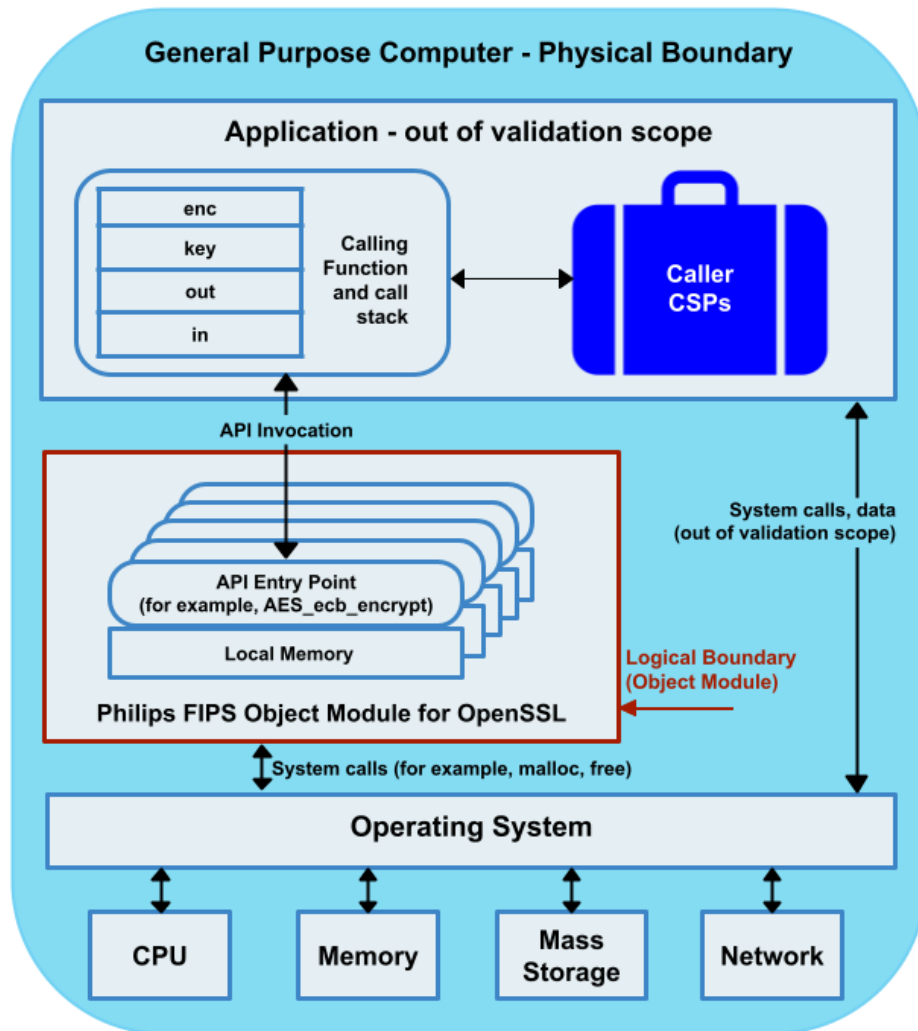 General Purpose Computer - Physical Boundary
Application - out of validation scope
enc
key
out
in
Calling
Function
and call
stack
Caller
CSPs
API Invocation
System calls, data
(out of validation scope)
API Entry Point
(for example, AES_ecb_encrypt)
Local Memory
Logical Boundary
(Object Module)
Philips FIPS Object Module for OpenSSL
System calls (for example, malloc, free)
Operating System
CPU
Memory
Mass
Storage
Network